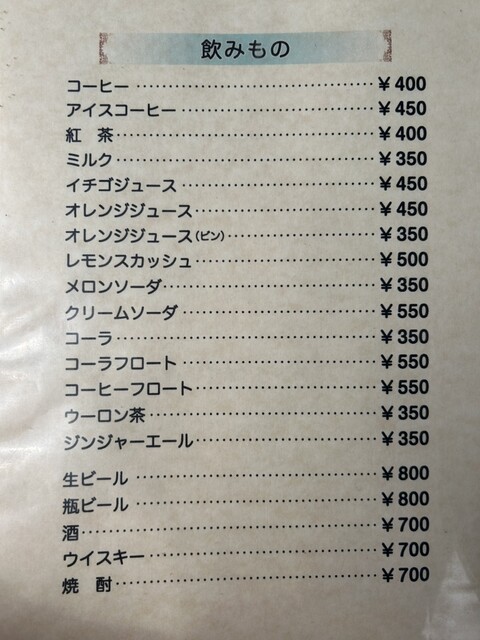 飲みもの
コーヒー ¥400
アイスコーヒー ¥450
紅 茶 ¥400
ミルク ¥350
イチゴジュース ¥450
オレンジジュース ¥450
オレンジジュース(ビン) ¥350
レモンスカッシュ ¥500
メロンソーダ ¥350
クリームソーダ ¥550
コーラ ¥350
コーラフロート ¥550
コーヒーフロート ¥550
ウーロン茶 ¥350
ジンジャーエール ¥350
生ビール ¥800
瓶ビール ¥800
酒 ¥700
ウイスキー ¥700
焼 酎 ¥700